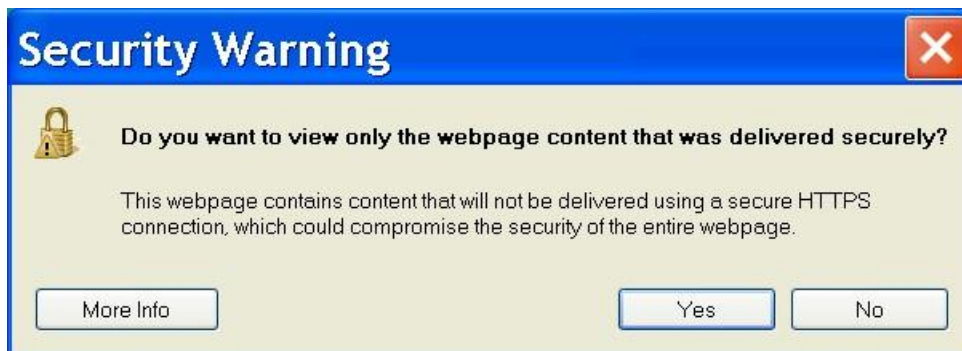 Security Warning
Do you want to view only the webpage content that was delivered securely?
This webpage contains content that will not be delivered using a secure HTTPS
connection, which could compromise the security of the entire webpage.
More Info Yes No